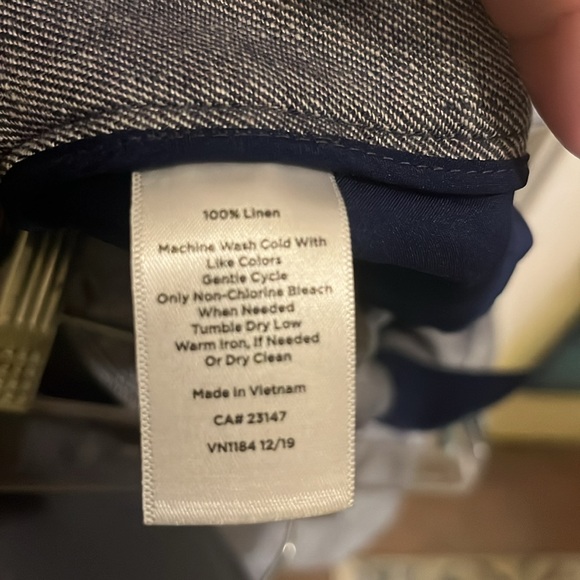 100% Linen
Machine Wash Cold With
Like Colors
Gentle Cycle
Only Non-Chlorine Bleach
When Needed
Tumble Dry Low
Warm Iron, If Needed
Or Dry Clean
Made in Vietnam
CA# 23147
VN1184 12/19